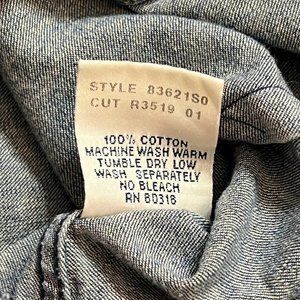 STYLE 83621S0
CUT R3519 01
100% COTTON
MACHINE WASH WARM
TUMBLE DRY LOW
WASH SEPARATELY
NO BLEACH
RN 80318